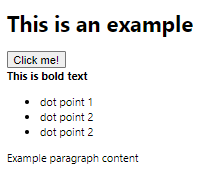 This is an example
Click me!
This is bold text
dot point 1
dot point 2
dot point 2
Example paragraph content